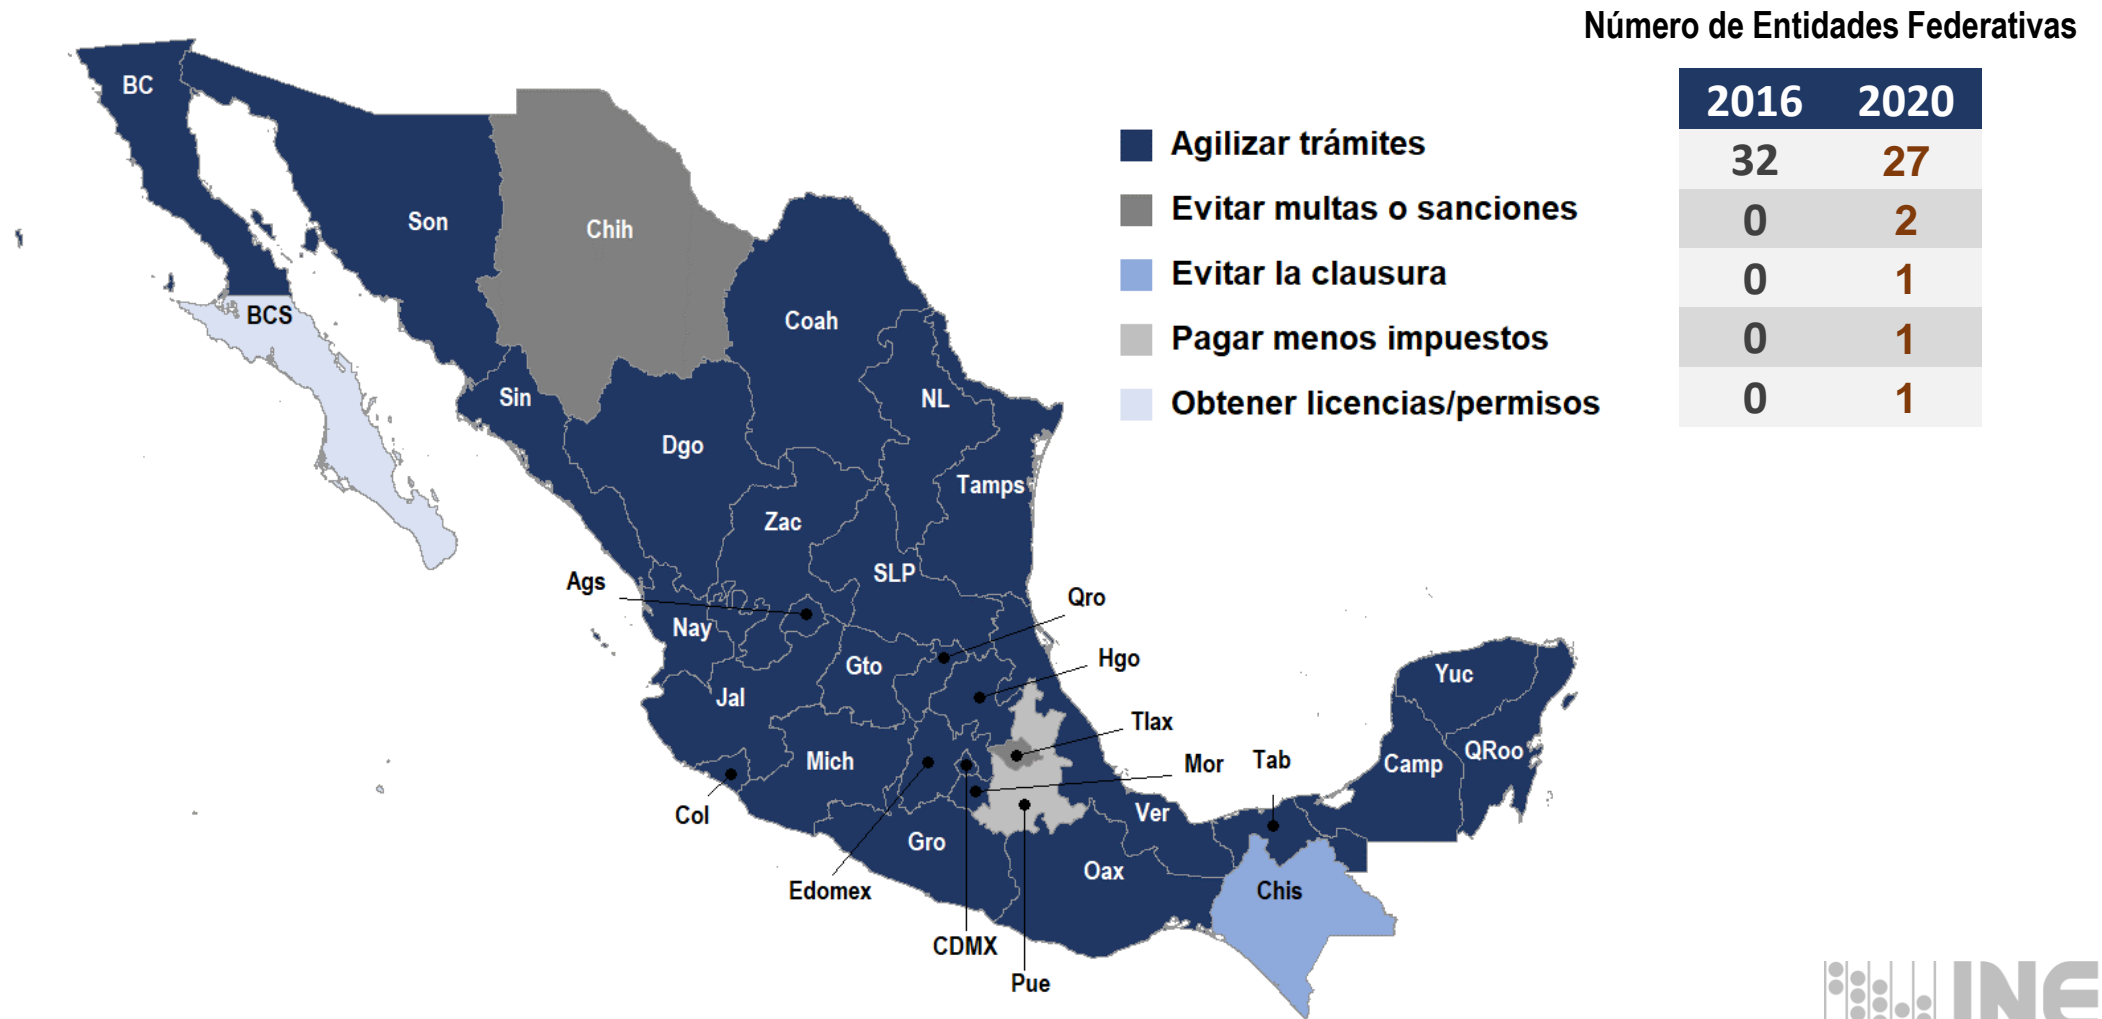 Número de Entidades Federativas
2016 2020
Agilizar trámites 32 27
Evitar multas o sanciones 0 2
Evitar la clausura 0 1
Pagar menos impuestos 0 1
Obtener licencias/permisos 0 1
BC
Son
Chih
BCS
Coah
Sin
NL
Dgo
Tamps
Zac
SLP
Ags
Qro
Nay
Hgo
Gto
Yuc
Jal
Tlax
Mich
Mor
Tab
QRoo
Camp
Col
Ver
Gro
Oax
Edomex
Chis
CDMX
Pue
INE